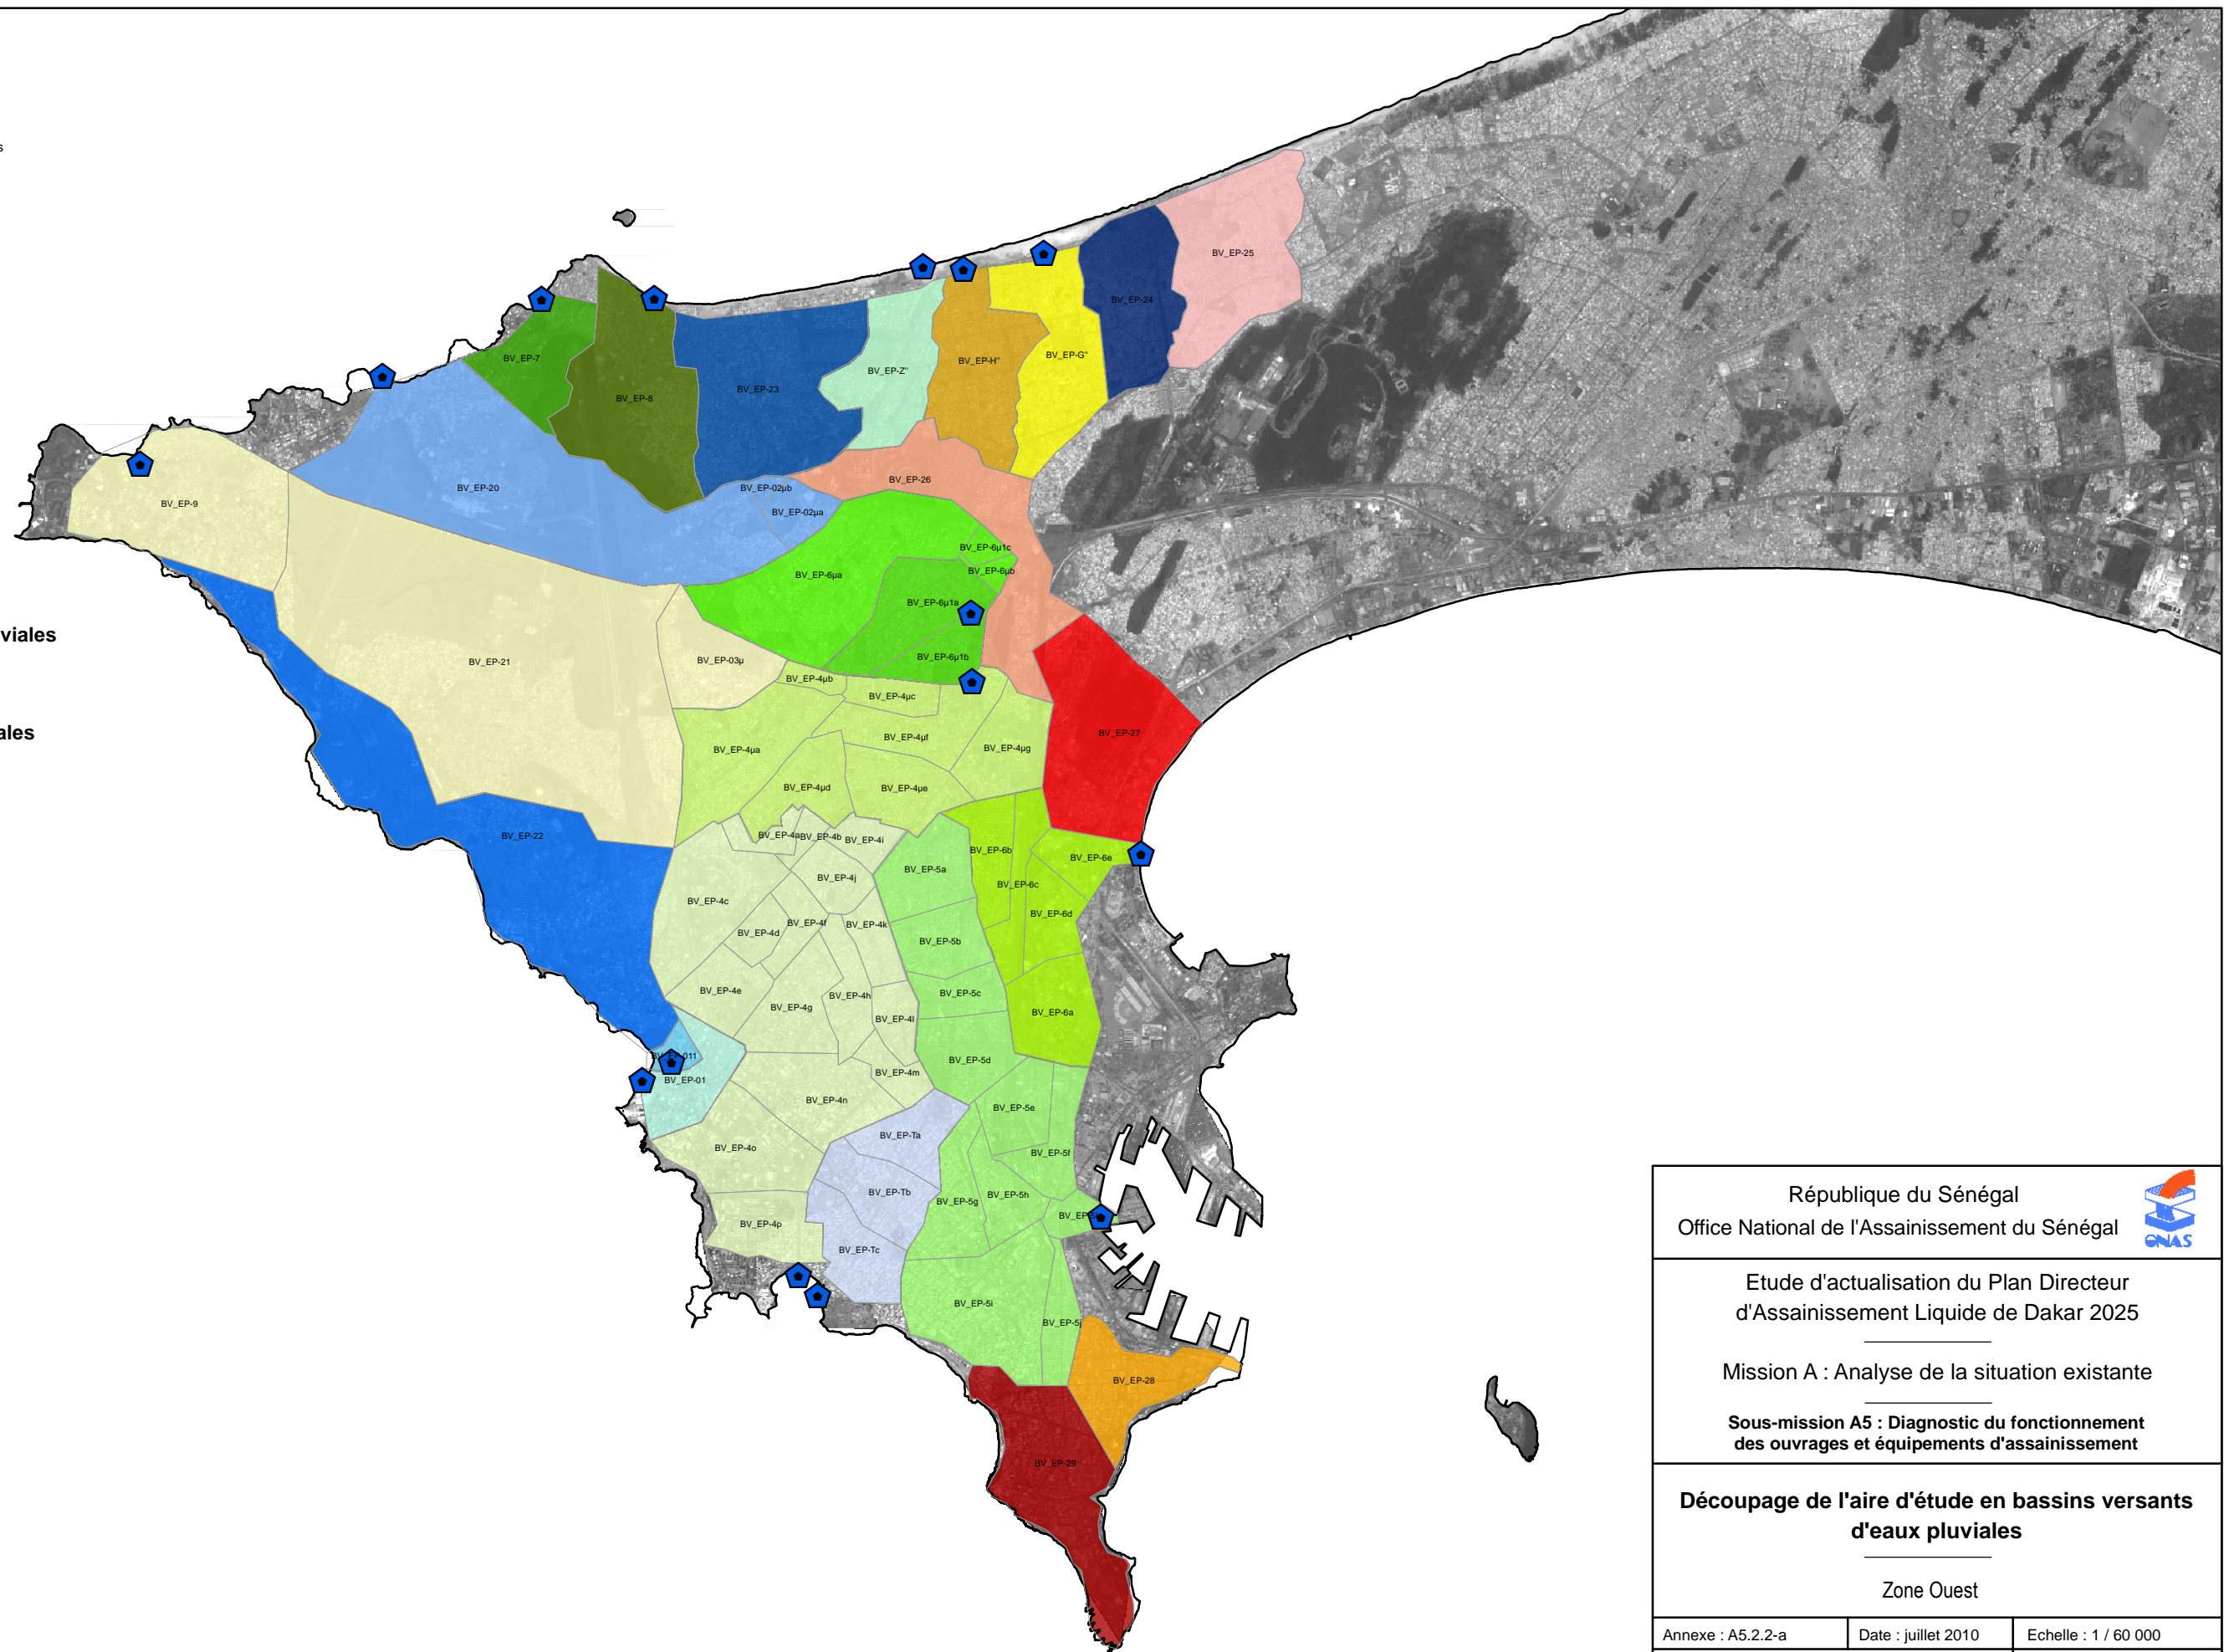 s
viales
ales
BV_EP-25
BV_EP-24
BV_EP-7
BV_EP-8
BV_EP-23
BV_EP-Z"
BV_EP-H"
BV_EP-G"
BV_EP-9
BV_EP-20
BV_EP-02µb
BV_EP-02µa
BV_EP-26
BV_EP-6µ1c
BV_EP-6µb
BV_EP-6µa
BV_EP-6µ1a
BV_EP-6µ1b
BV_EP-21
BV_EP-03µ
BV_EP-4µb
BV_EP-4µc
BV_EP-4µa
BV_EP-4µf
BV_EP-4µg
BV_EP-27
BV_EP-4µd
BV_EP-4µe
BV_EP-22
BV_EP-4a
BV_EP-4b
BV_EP-4i
BV_EP-6b
BV_EP-6e
BV_EP-5a
BV_EP-4j
BV_EP-6c
BV_EP-4c
BV_EP-6d
BV_EP-4f
BV_EP-4k
BV_EP-4d
BV_EP-5b
BV_EP-4e
BV_EP-4h
BV_EP-5c
BV_EP-4g
BV_EP-6a
BV_EP-4l
BV_EP-011
BV_EP-5d
BV_EP-01
BV_EP-4m
BV_EP-4n
BV_EP-5e
BV_EP-Ta
BV_EP-4o
BV_EP-5f
BV_EP-Tb
BV_EP-5g
BV_EP-5h
BV_EP-4p
BV_EP-Tc
BV_EP-5i
BV_EP-5j
BV_EP-28
BV_EP-29
République du Sénégal
Office National de l'Assainissement du Sénégal
ONAS
Etude d'actualisation du Plan Directeur
d'Assainissement Liquide de Dakar 2025
Mission A : Analyse de la situation existante
Sous-mission A5 : Diagnostic du fonctionnement
des ouvrages et équipements d'assainissement
Découpage de l'aire d'étude en bassins versants
d'eaux pluviales
Zone Ouest
Annexe : A5.2.2-a
Date : juillet 2010
Echelle : 1 / 60 000